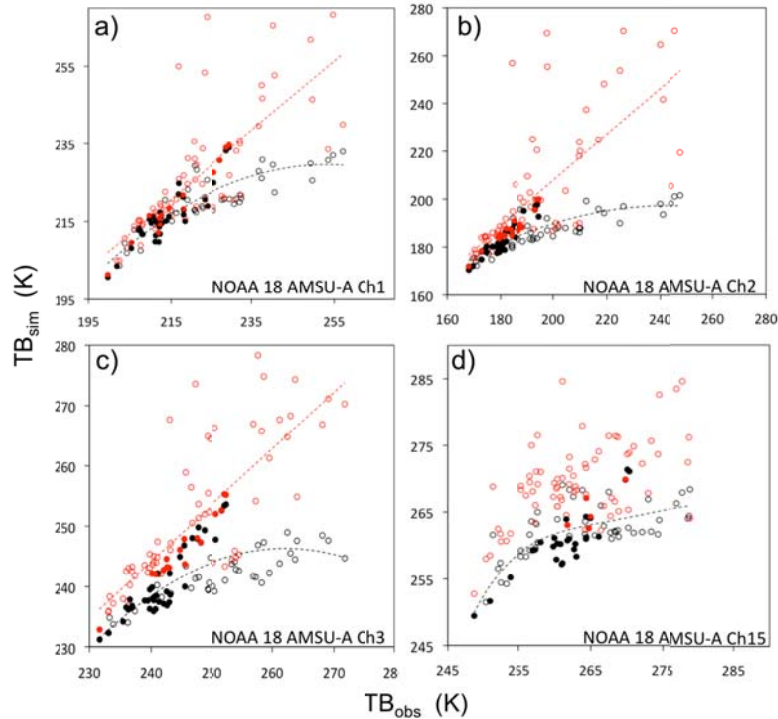 a)
255
235
215
195
NOAA 18 AMSU-A Ch1
195 215 235 255
b)
280
260
240
220
200
180
160
NOAA 18 AMSU-A Ch2
160 180 200 220 240 260 280
TBsim (K)
c)
280
270
260
250
240
230
NOAA 18 AMSU-A Ch3
230 240 250 260 270 280
d)
285
275
265
255
245
NOAA 18 AMSU-A Ch15
245 255 265 275 285
TBobs (K)